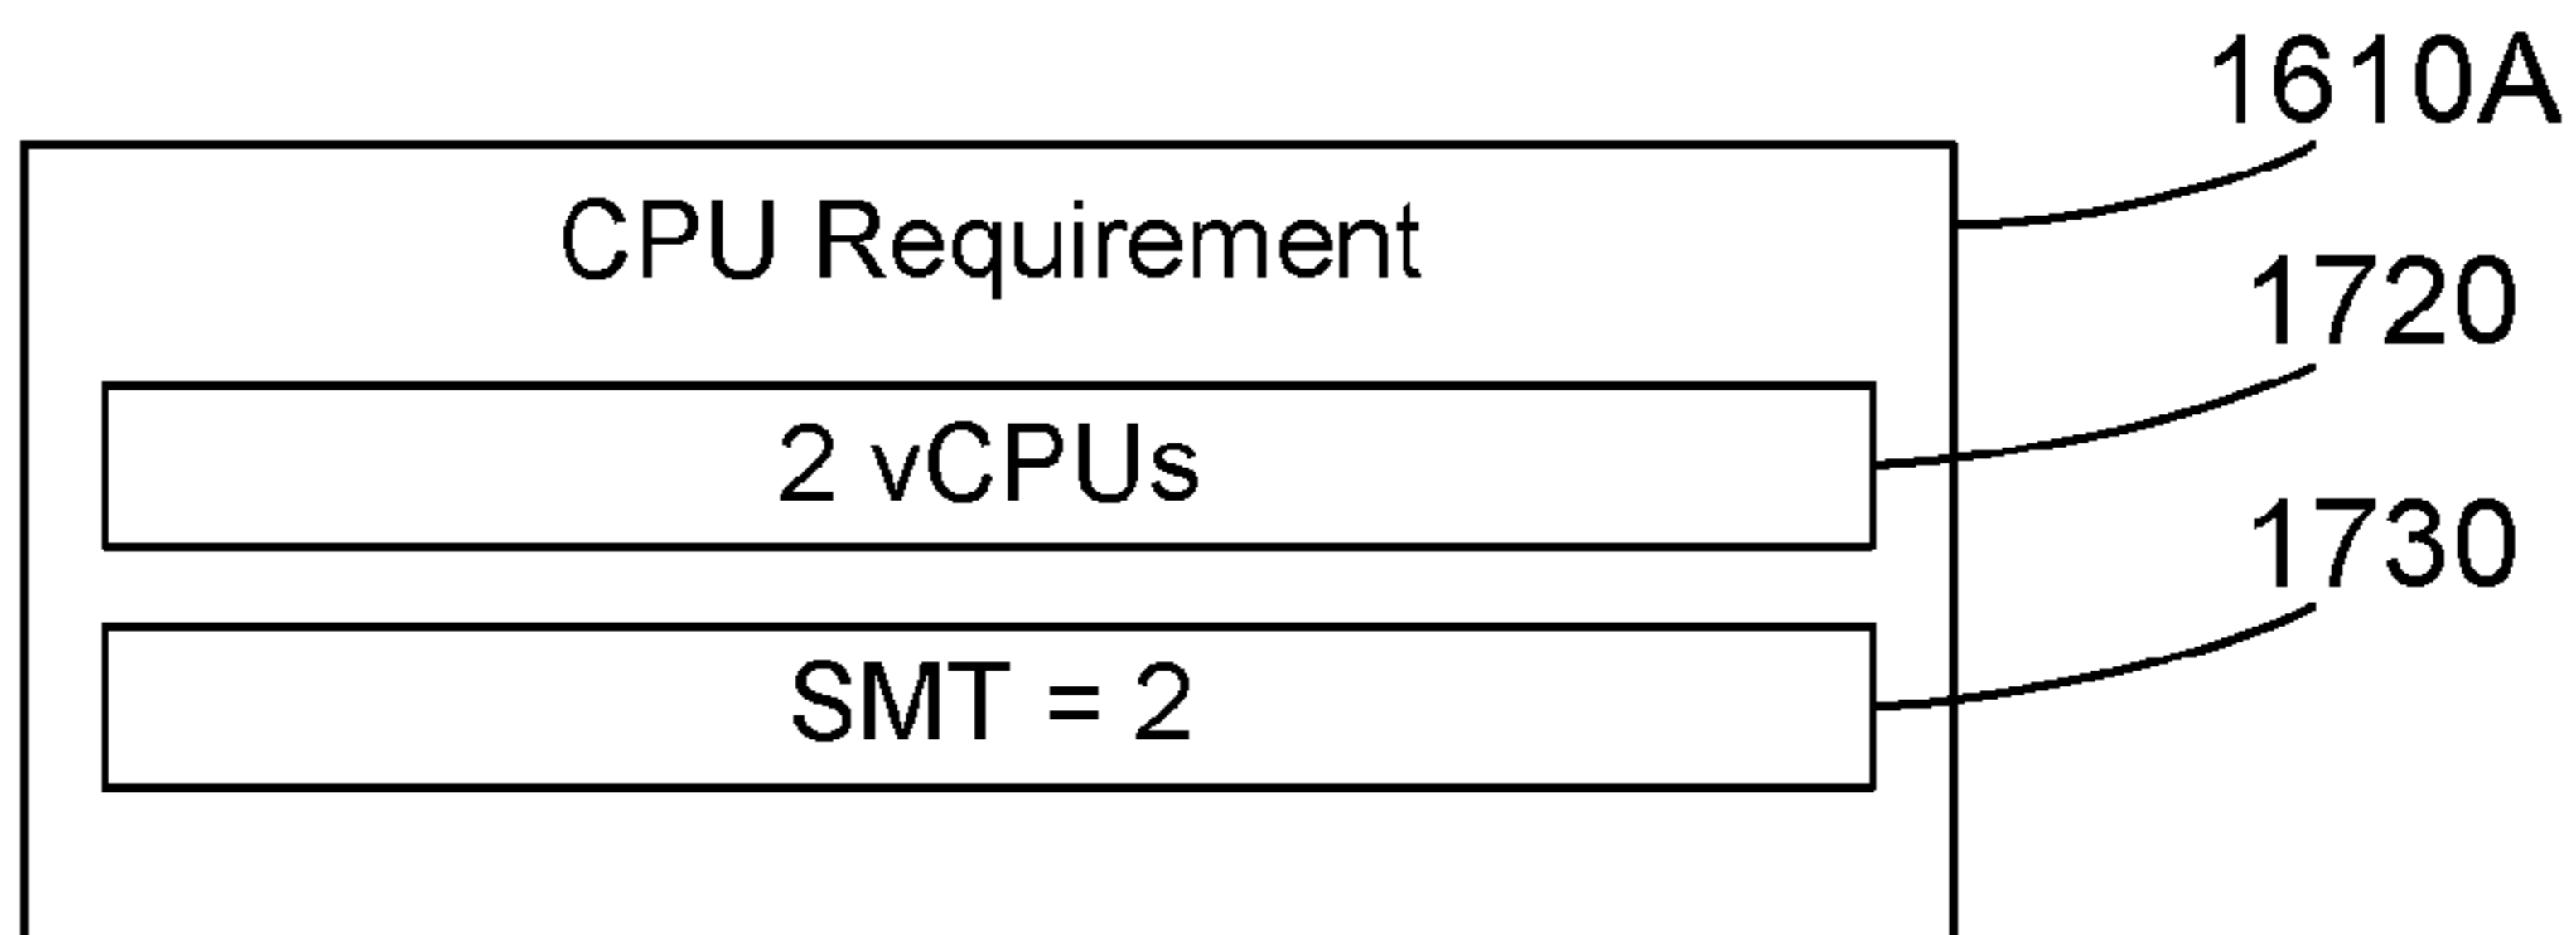 1610A
CPU Requirement
1720
2 vCPUs
1730
SMT = 2